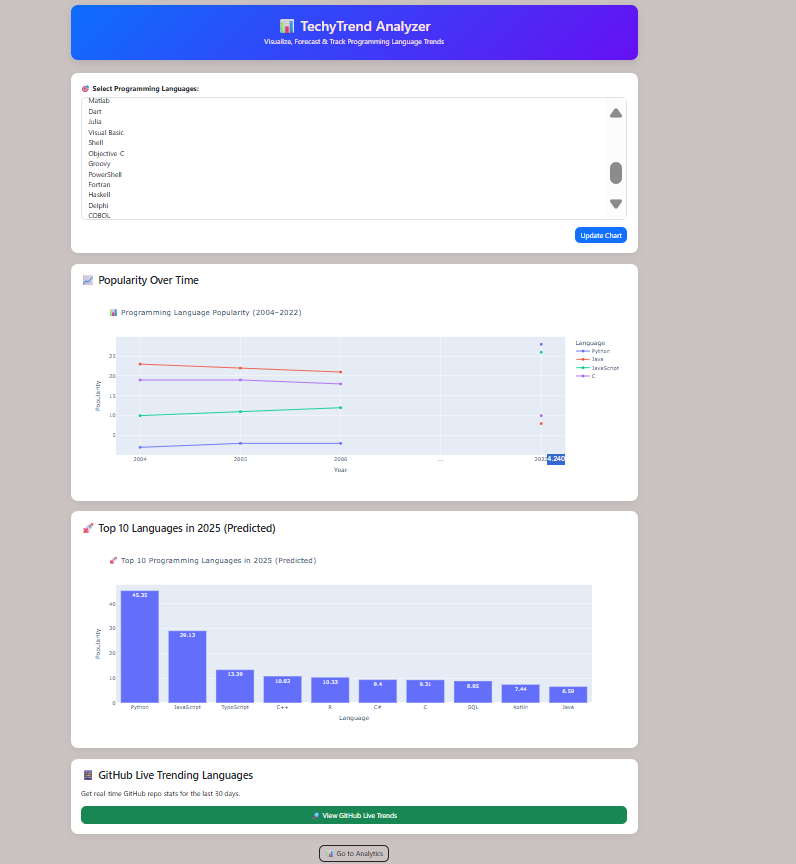 TechyTrend Analyzer
Visualize, Forecast & Track Programming Language Trends
Select Programming Languages:
Matlab
Dart
Julia
Visual Basic
Shell
Objective-C
Groovy
PowerShell
Fortran
Haskell
Delphi
COBOL
Update Chart
Popularity Over Time
Programming Language Popularity (2004–2022)
Language
Python
Java
JavaScript
C
25
20
15
10
5
Popularity
2004 2005 2006 ... 2022
4.240
Year
Top 10 Languages in 2025 (Predicted)
Top 10 Programming Languages in 2025 (Predicted)
40
30
20
10
0
Popularity
45.35 29.13 13.39 10.82 10.33 9.4 9.31 8.95 7.44 6.59
Python JavaScript TypeScript C++ R C# C SQL Kotlin Java
Language
GitHub Live Trending Languages
Get real-time GitHub repo stats for the last 30 days.
View GitHub Live Trends
Go to Analytics